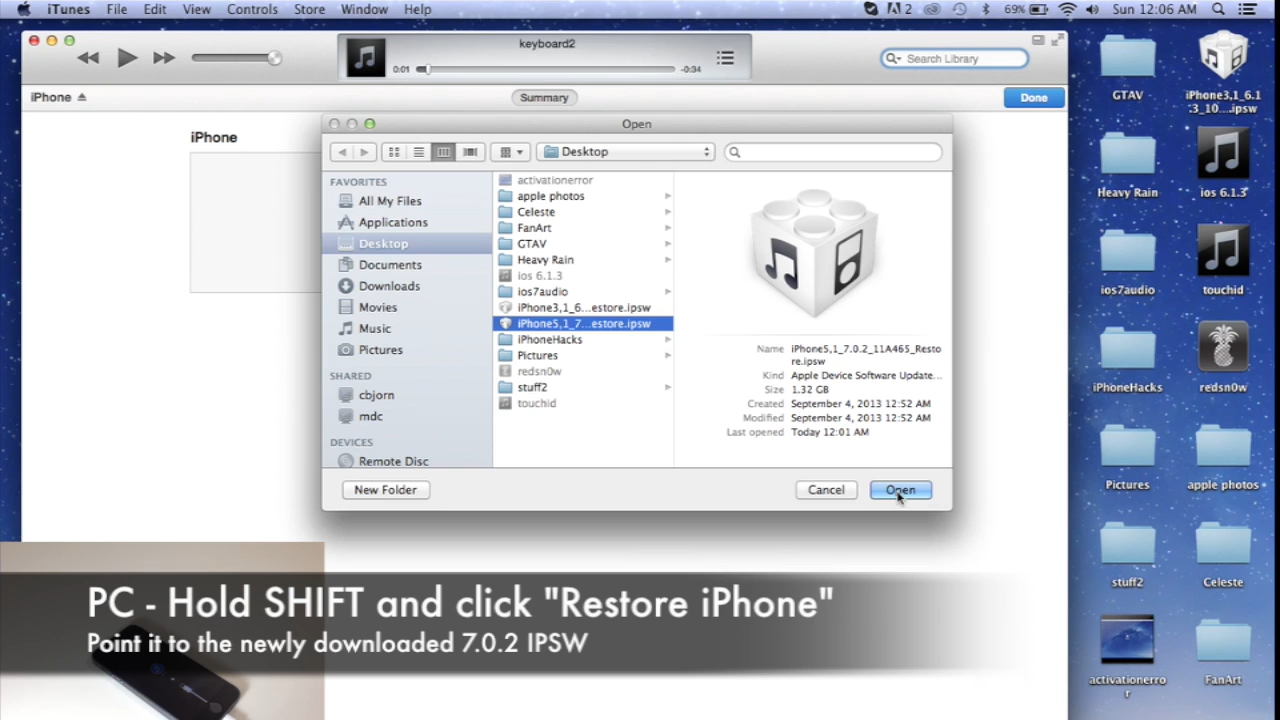 iTunes File Edit View Controls Store Window Help
2 69% Sun 12:06 AM
keyboard2
0:01 -0:34
Search Library
iPhone Summary Done
iPhone
Open
Desktop
FAVORITES
All My Files
Applications
Desktop
Documents
Downloads
Movies
Music
Pictures
SHARED
cbjorn
mdc
DEVICES
Remote Disc
activationerror
apple photos
Celeste
FanArt
GTAV
Heavy Rain
ios 6.1.3
ios7audio
iPhone3,1_6...estore.ipsw
iPhone5,1_7...estore.ipsw
iPhoneHacks
Pictures
redsn0w
stuff2
touchid
Name iPhone5,1_7.0.2_11A465_Resto
re.ipsw
Kind Apple Device Software Update...
Size 1.32 GB
Created September 4, 2013 12:52 AM
Modified September 4, 2013 12:52 AM
Last opened Today 12:01 AM
New Folder Cancel Open
GTAV
iPhone3,1_6.1
3_10....ipsw
Heavy Rain
ios 6.1.3
ios7audio
touchid
iPhoneHacks
redsn0w
Pictures
apple photos
stuff2
Celeste
activationerro
r
FanArt
PC - Hold SHIFT and click "Restore iPhone"
Point it to the newly downloaded 7.0.2 IPSW